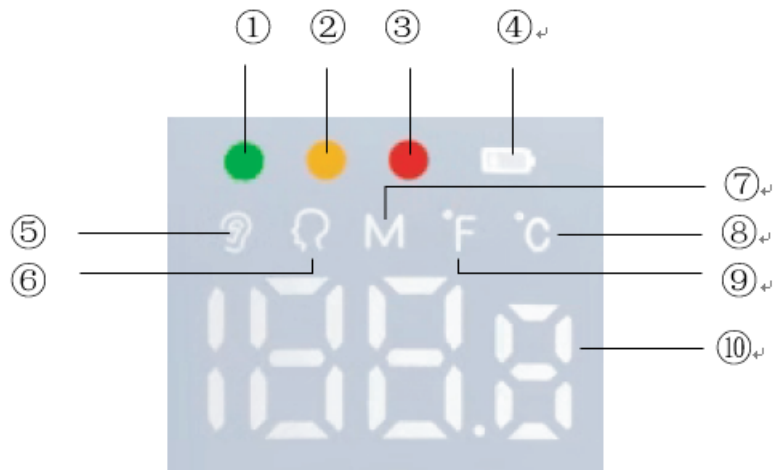 ① ② ③ ④
⑦
⑤ M °F °C ⑧
⑥ ⑨
188.8 ⑩